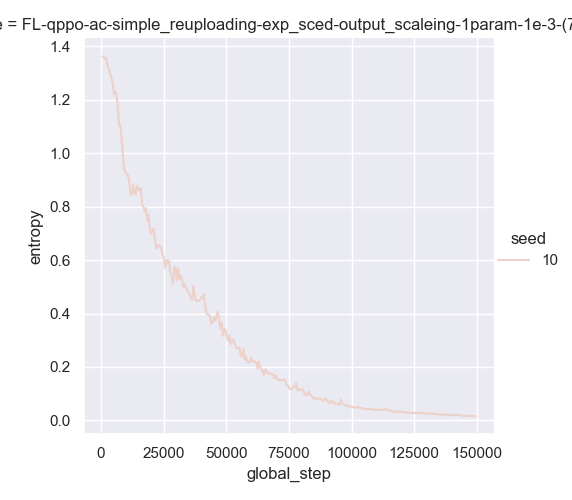 e = FL-qppo-ac-simple_reuploading-exp_sced-output_scaleing-1param-1e-3-(7
1.4
1.2
1.0
0.8
0.6
0.4
0.2
0.0
entropy
0 25000 50000 75000 100000 125000 150000
global_step
seed
10